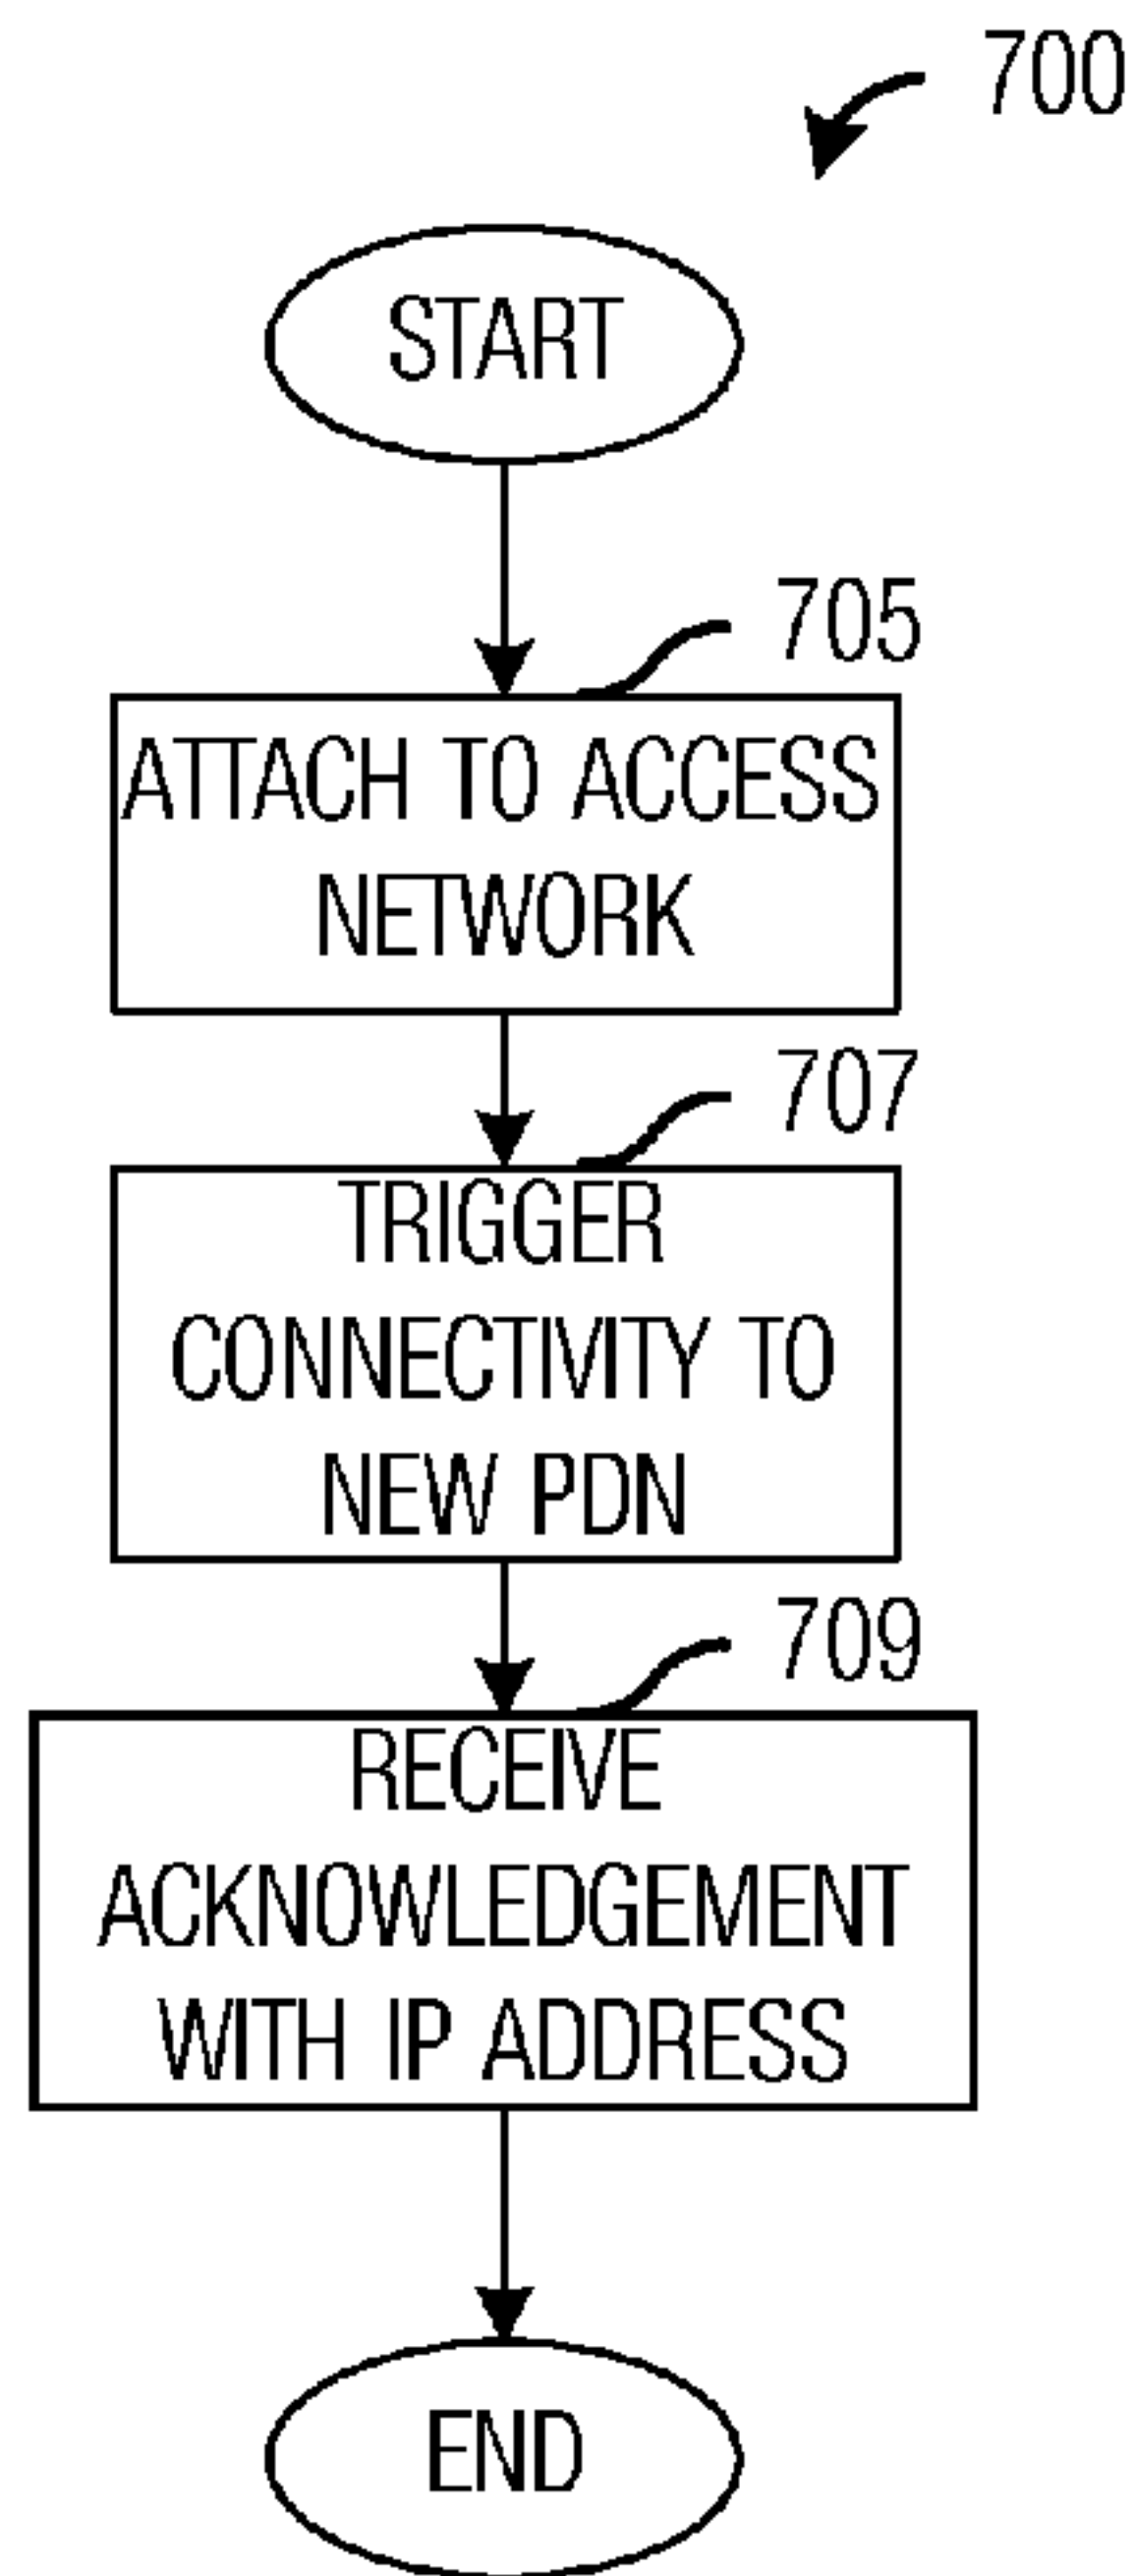 700
START
705
ATTACH TO ACCESS
NETWORK
707
TRIGGER
CONNECTIVITY TO
NEW PDN
709
RECEIVE
ACKNOWLEDGEMENT
WITH IP ADDRESS
END